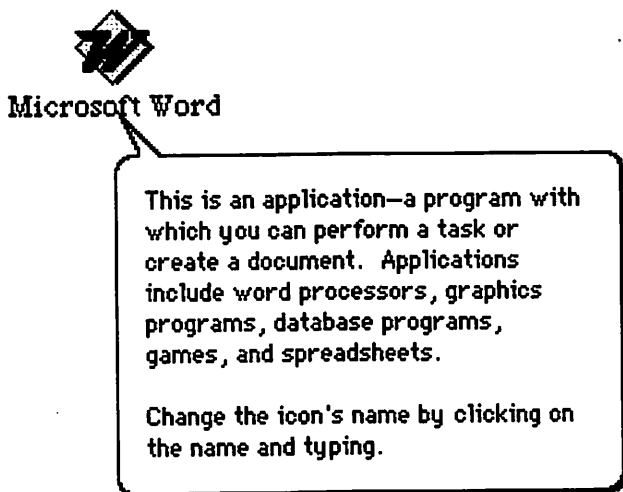 Microsoft Word
This is an application—a program with
which you can perform a task or
create a document.  Applications
include word processors, graphics
programs, database programs,
games, and spreadsheets.
Change the icon's name by clicking on
the name and typing.